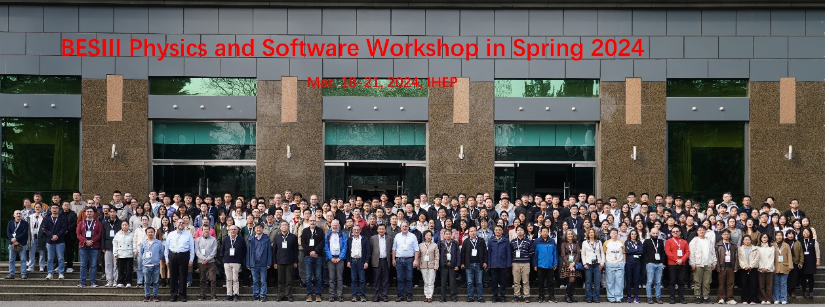 BESIII Physics and Software Workshop in Spring 2024
Mar. 18-21, 2024, IHEP